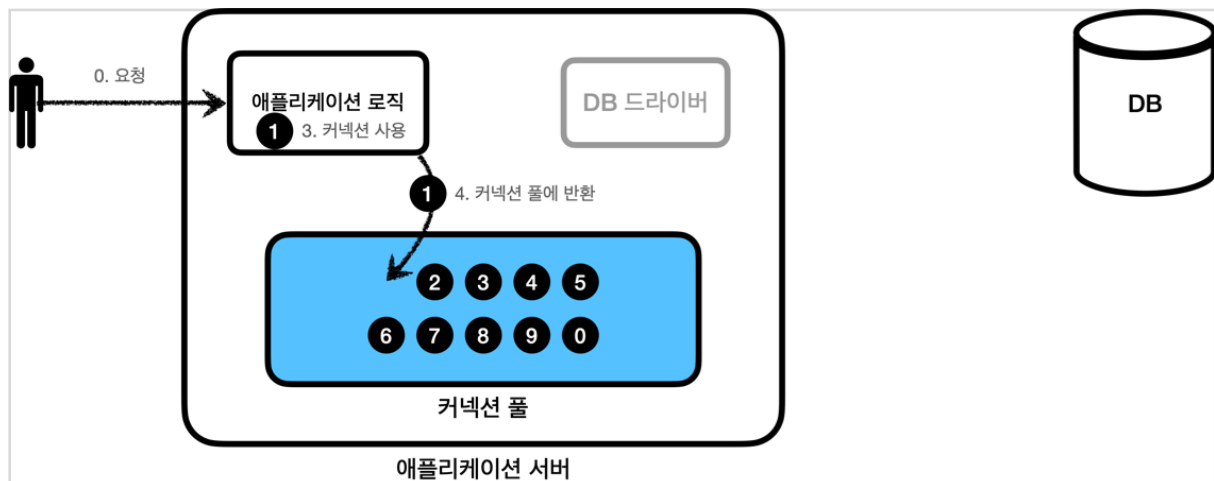 0. 요청
애플리케이션 로직
1 3. 커넥션 사용
DB 드라이버
DB
1 4. 커넥션 풀에 반환
2 3 4 5
6 7 8 9 0
커넥션 풀
애플리케이션 서버